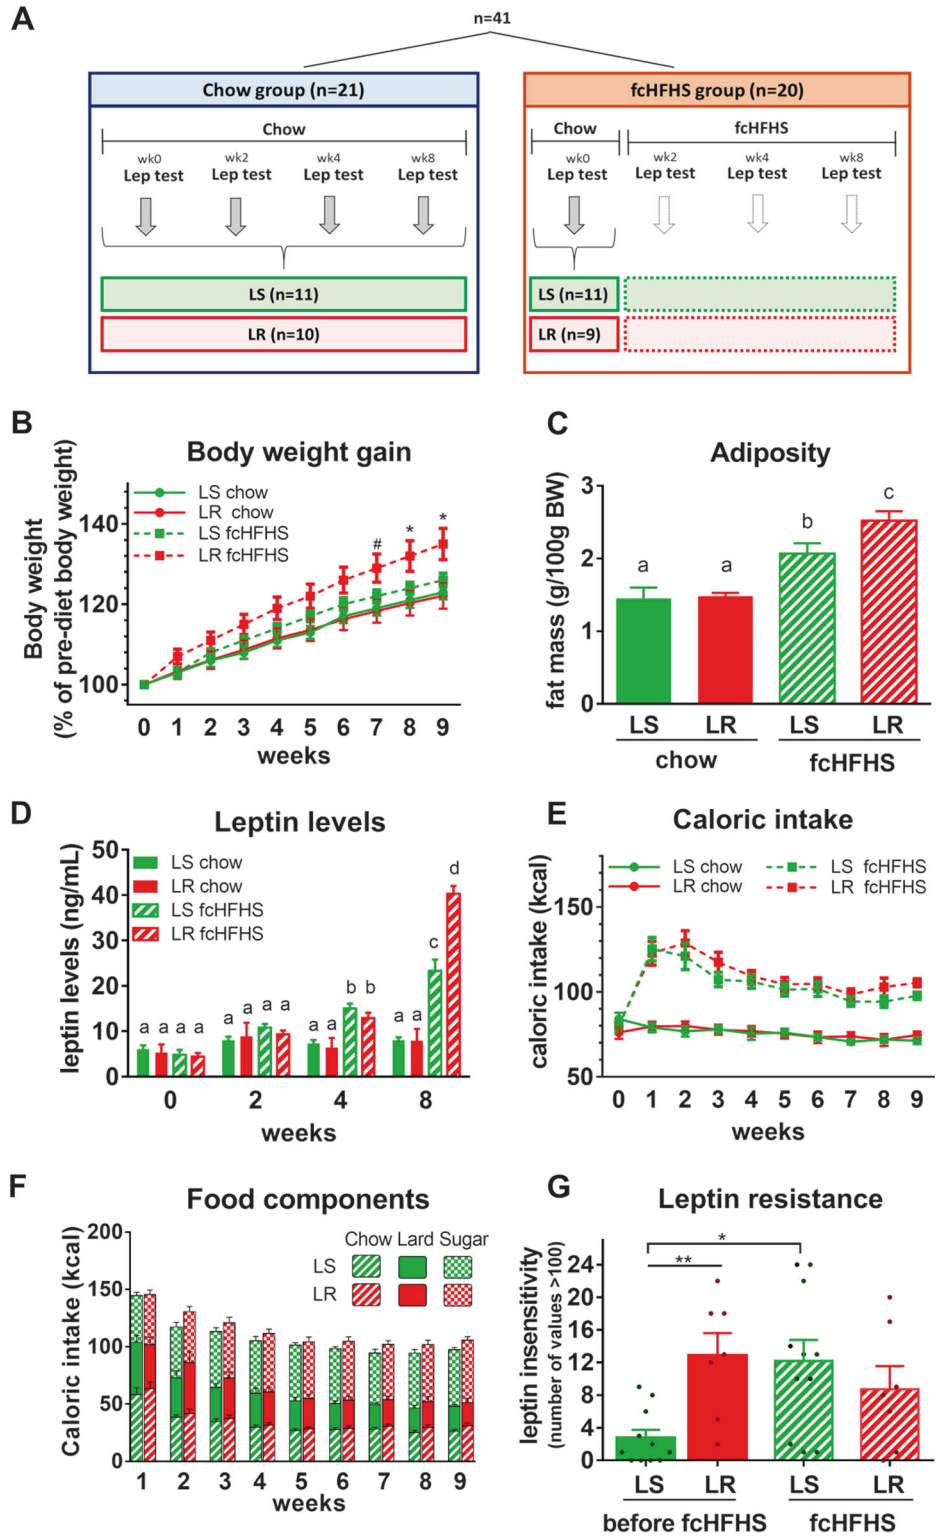 A
n=41
Chow group (n=21)
Chow
wk0 wk2 wk4 wk8
Lep test Lep test Lep test Lep test
LS (n=11)
LR (n=10)
fcHFHS group (n=20)
Chow fcHFHS
wk0 wk2 wk4 wk8
Lep test Lep test Lep test Lep test
LS (n=11)
LR (n=9)
B
Body weight gain
Body weight
(% of pre-diet body weight)
LS chow
LR chow
LS fcHFHS
LR fcHFHS
# * *
140
120
100
0 1 2 3 4 5 6 7 8 9
weeks
C
Adiposity
fat mass (g/100g BW)
3
2
1
0
a a b c
LS LR LS LR
chow fcHFHS
D
Leptin levels
leptin levels (ng/mL)
50
40
30
20
10
0
LS chow
LR chow
LS fcHFHS
LR fcHFHS
a a a a a a a a a a b b a a c d
0 2 4 8
weeks
E
Caloric intake
caloric intake (kcal)
LS chow LS fcHFHS
LR chow LR fcHFHS
150
100
50
0 1 2 3 4 5 6 7 8 9
weeks
F
Food components
Caloric intake (kcal)
200
150
100
50
0
Chow Lard Sugar
LS
LR
1 2 3 4 5 6 7 8 9
weeks
G
Leptin resistance
leptin insensitivity
(number of values >100)
24
20
16
12
8
4
0
*
**
LS LR LS LR
before fcHFHS fcHFHS